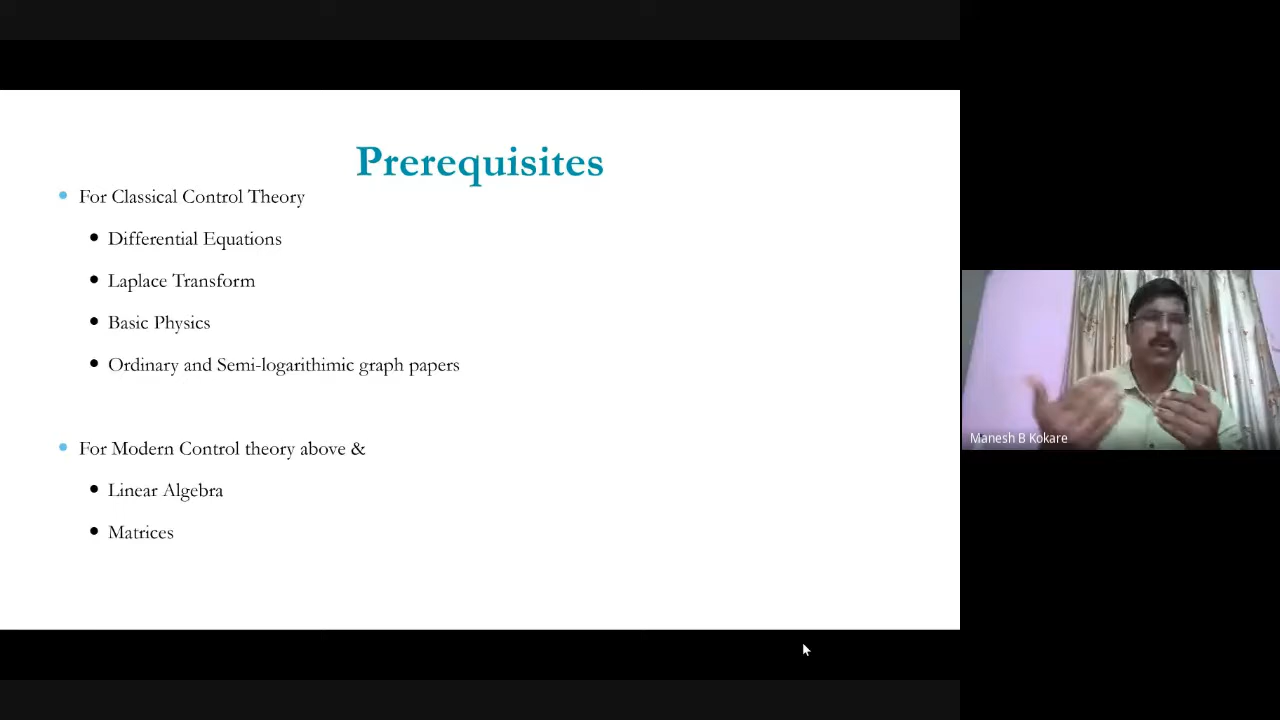 Prerequisites
For Classical Control Theory
Differential Equations
Laplace Transform
Basic Physics
Ordinary and Semi-logarithimic graph papers
For Modern Control theory above &
Linear Algebra
Matrices
Manesh B Kokare